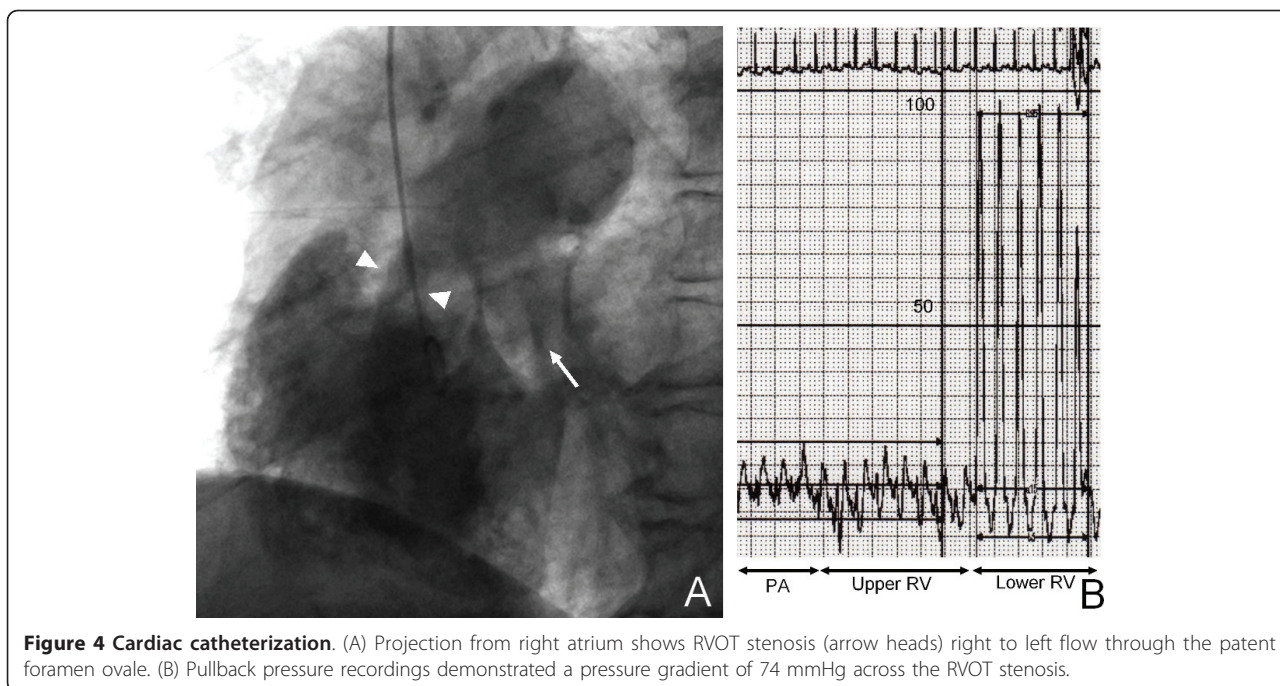 100
50
A
PA
Upper RV
Lower RV
B
Figure 4 Cardiac catheterization. (A) Projection from right atrium shows RVOT stenosis (arrow heads) right to left flow through the patent
foramen ovale. (B) Pullback pressure recordings demonstrated a pressure gradient of 74 mmHg across the RVOT stenosis.